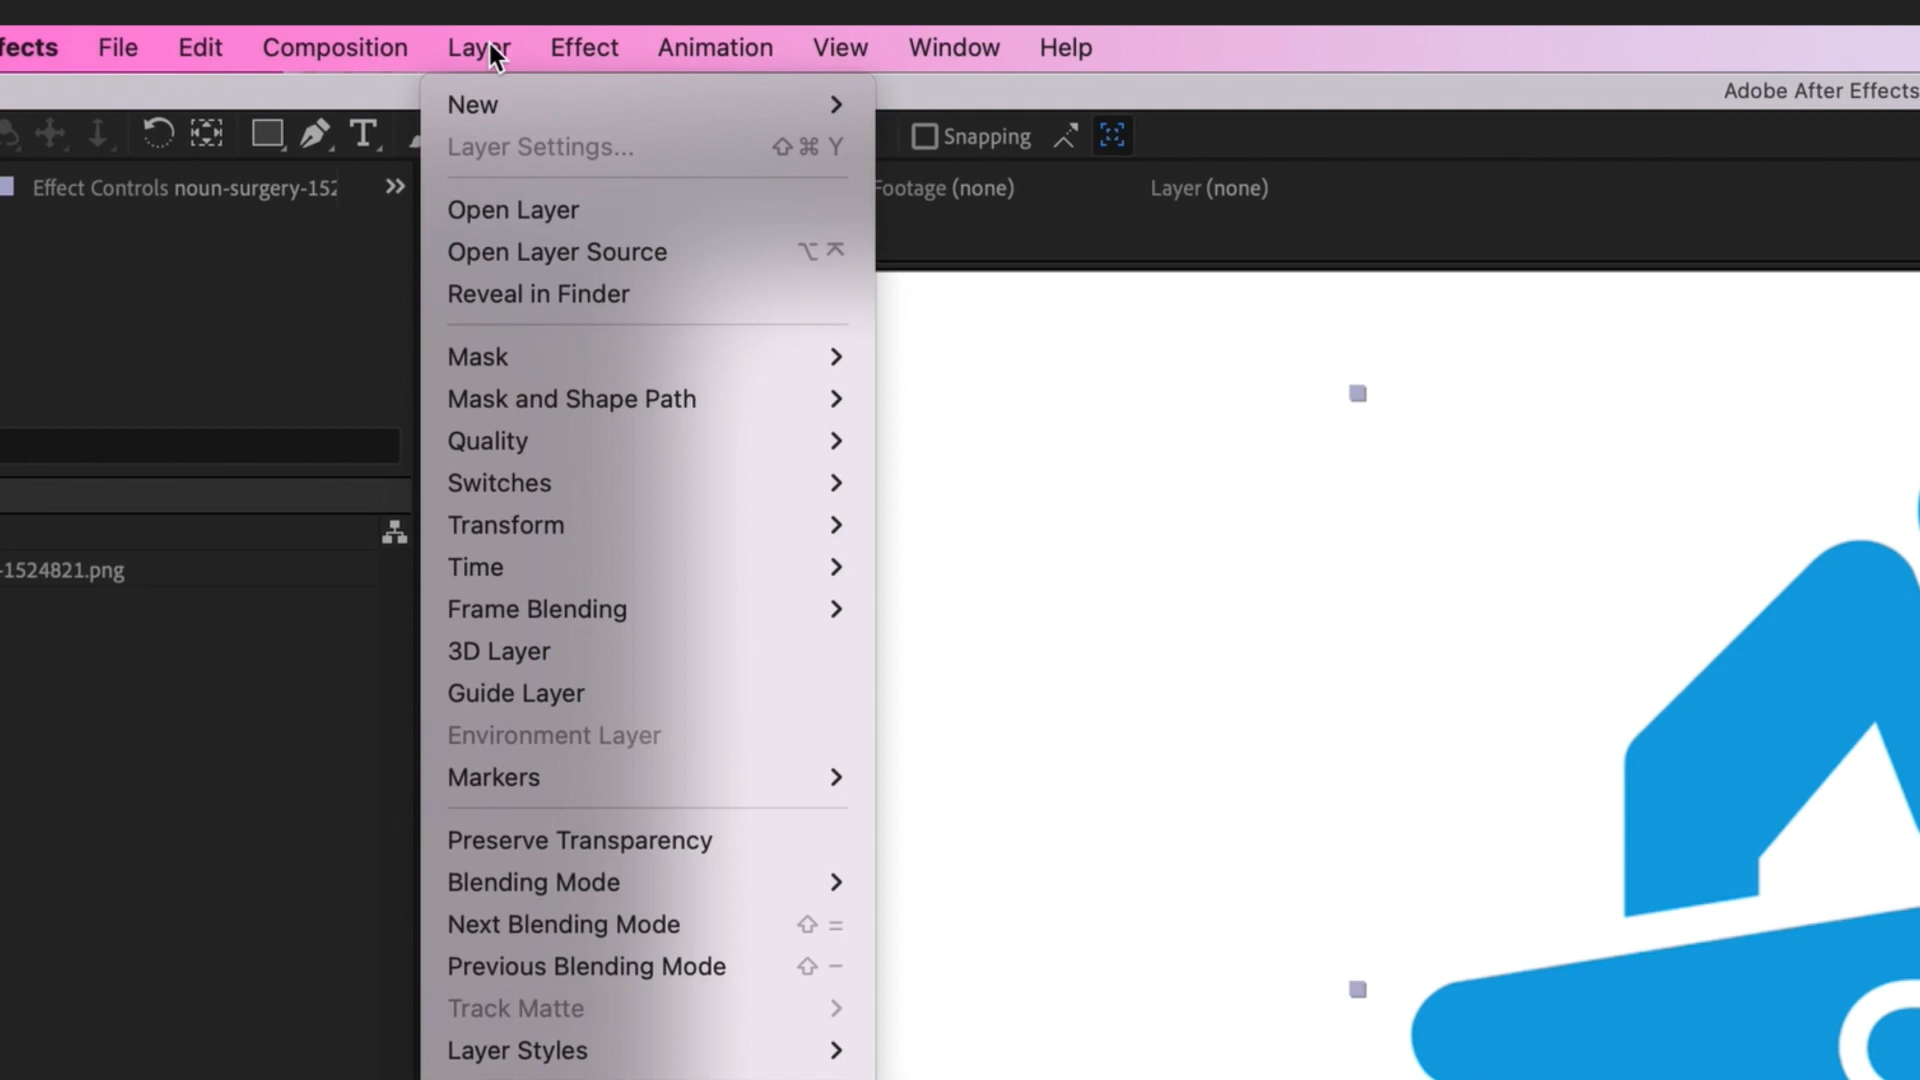 fects File Edit Composition Layer Effect Animation View Window Help
Adobe After Effects
New
Layer Settings... ⇧ ⌘ Y
Snapping
Effect Controls noun-surgery-152
Footage (none)
Layer (none)
Open Layer
Open Layer Source ⌥ ⌤
Reveal in Finder
Mask
Mask and Shape Path
Quality
Switches
Transform
Time
-1524821.png
Frame Blending
3D Layer
Guide Layer
Environment Layer
Markers
Preserve Transparency
Blending Mode
Next Blending Mode ⇧ =
Previous Blending Mode ⇧ −
Track Matte
Layer Styles